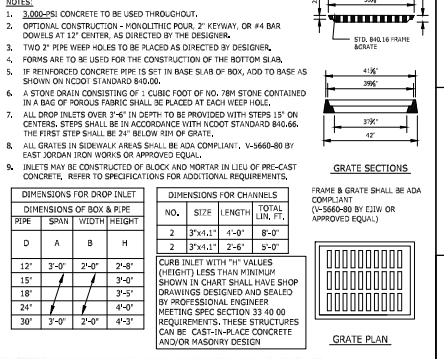 NOTES:
1. 3,000-PSI CONCRETE TO BE USED THROUGHOUT.
2. OPTIONAL CONSTRUCTION - MONOLITHIC POUR, 2" KEYWAY, OR #4 BAR
DOWELS AT 12" CENTER, AS DIRECTED BY THE DESIGNER.
3. TWO 2" PIPE WEEP HOLES TO BE PLACED AS DIRECTED BY DESIGNER.
4. FORMS ARE TO BE USED FOR THE CONSTRUCTION OF THE BOTTOM SLAB.
5. IF REINFORCED CONCRETE PIPE IS SET IN BASE SLAB OF BOX, ADD TO BASE AS
SHOWN ON NCDOT STANDARD 840.00.
6. A STONE DRAIN CONSISTING OF 1 CUBIC FOOT OF NO. 78M STONE CONTAINED
IN A BAG OF POROUS FABRIC SHALL BE PLACED AT EACH WEEP HOLE.
7. ALL DROP INLETS OVER 3'-6" IN DEPTH TO BE PROVIDED WITH STEPS 15" ON
CENTERS. STEPS SHALL BE IN ACCORDANCE WITH NCDOT STANDARD 840.66.
THE FIRST STEP SHALL BE 24" BELOW RIM OF GRATE.
8. ALL GRATES IN SIDEWALK AREAS SHALL BE ADA COMPLIANT. V-5660-80 BY
EAST JORDAN IRON WORKS OR APPROVED EQUAL.
9. INLETS MAY BE CONSTRUCTED OF BLOCK AND MORTAR IN LIEU OF PRE-CAST
CONCRETE. REFER TO SPECIFICATIONS FOR ADDITIONAL REQUIREMENTS.
STD. 840.16 FRAME
&GRATE
42"
GRATE SECTIONS
FRAME & GRATE SHALL BE ADA
COMPLIANT
(V-5660-80 BY EJIW OR
APPROVED EQUAL)
GRATE PLAN
DIMENSIONS FOR DROP INLET
DIMENSIONS OF BOX & PIPE
PIPE SPAN WIDTH HEIGHT
D A B H
12" 3'-0" 2'-0" 2'-8"
15" 3'-0"
18" 3'-5"
24" 4'-0"
30" 3'-0" 2'-0" 4'-3"
DIMENSIONS FOR CHANNELS
NO. SIZE LENGTH TOTAL LIN. FT.
2 3"x4.1" 4'-0" 8'-0"
2 3"x4.1" 2'-6" 5'-0"
CURB INLET WITH "H" VALUES
(HEIGHT) LESS THAN MINIMUM
SHOWN IN CHART SHALL HAVE SHOP
DRAWINGS DESIGNED AND SEALED
BY PROFESSIONAL ENGINEER
MEETING SPEC SECTION 33 40 00
REQUIREMENTS. THESE STRUCTURES
CAN BE CAST-IN-PLACE CONCRETE
AND/OR MASONRY DESIGN